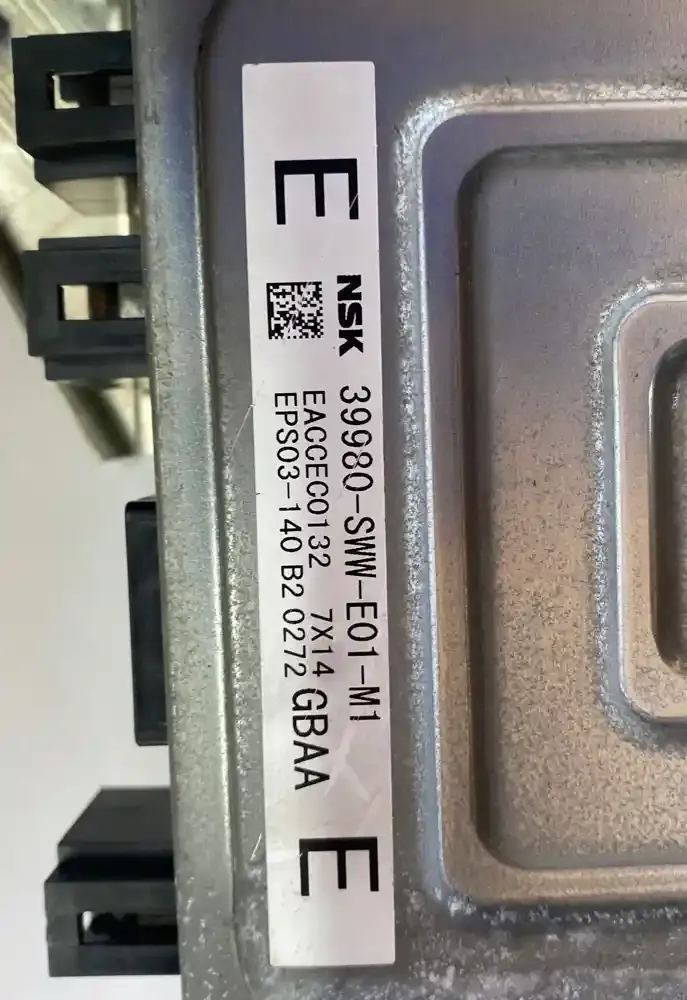 E
NSK 39980-SWW-E01-M1
EACCEC0132 7X14
EPS03-140 B2 0272 GBAA
E